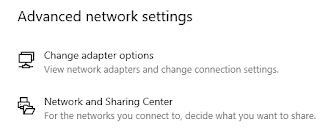 Advanced network settings
Change adapter options
View network adapters and change connection settings.
Network and Sharing Center
For the networks you connect to, decide what you want to share.